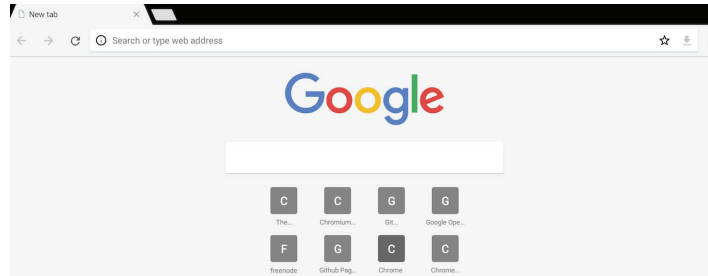 New tab
Search or type web address
Google
C C G G
The... Chromium... Git... Google Ope...
F G C C
freenode Github Pag... Chrome Chrome...